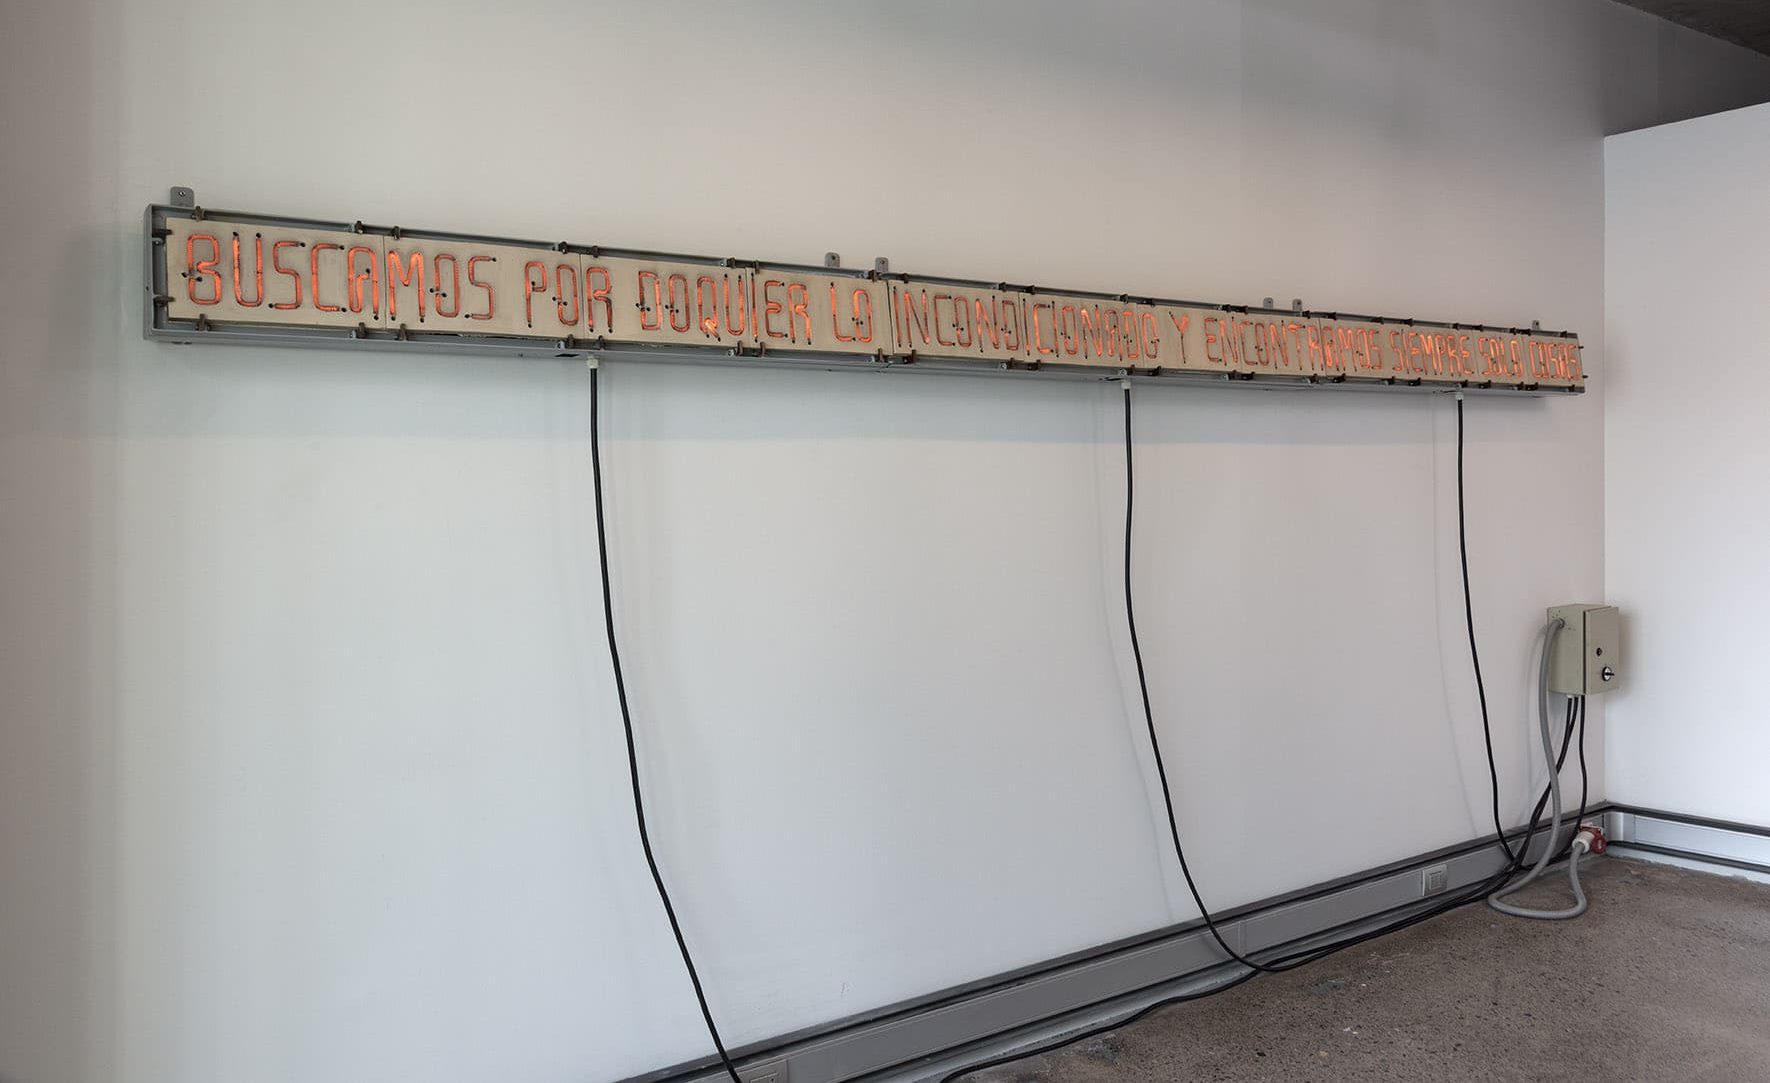 BUSCAMOS POR DOQUIER LO INCONDICIONADO Y ENCONTRAMOS SIEMPRE SOLO COSAS